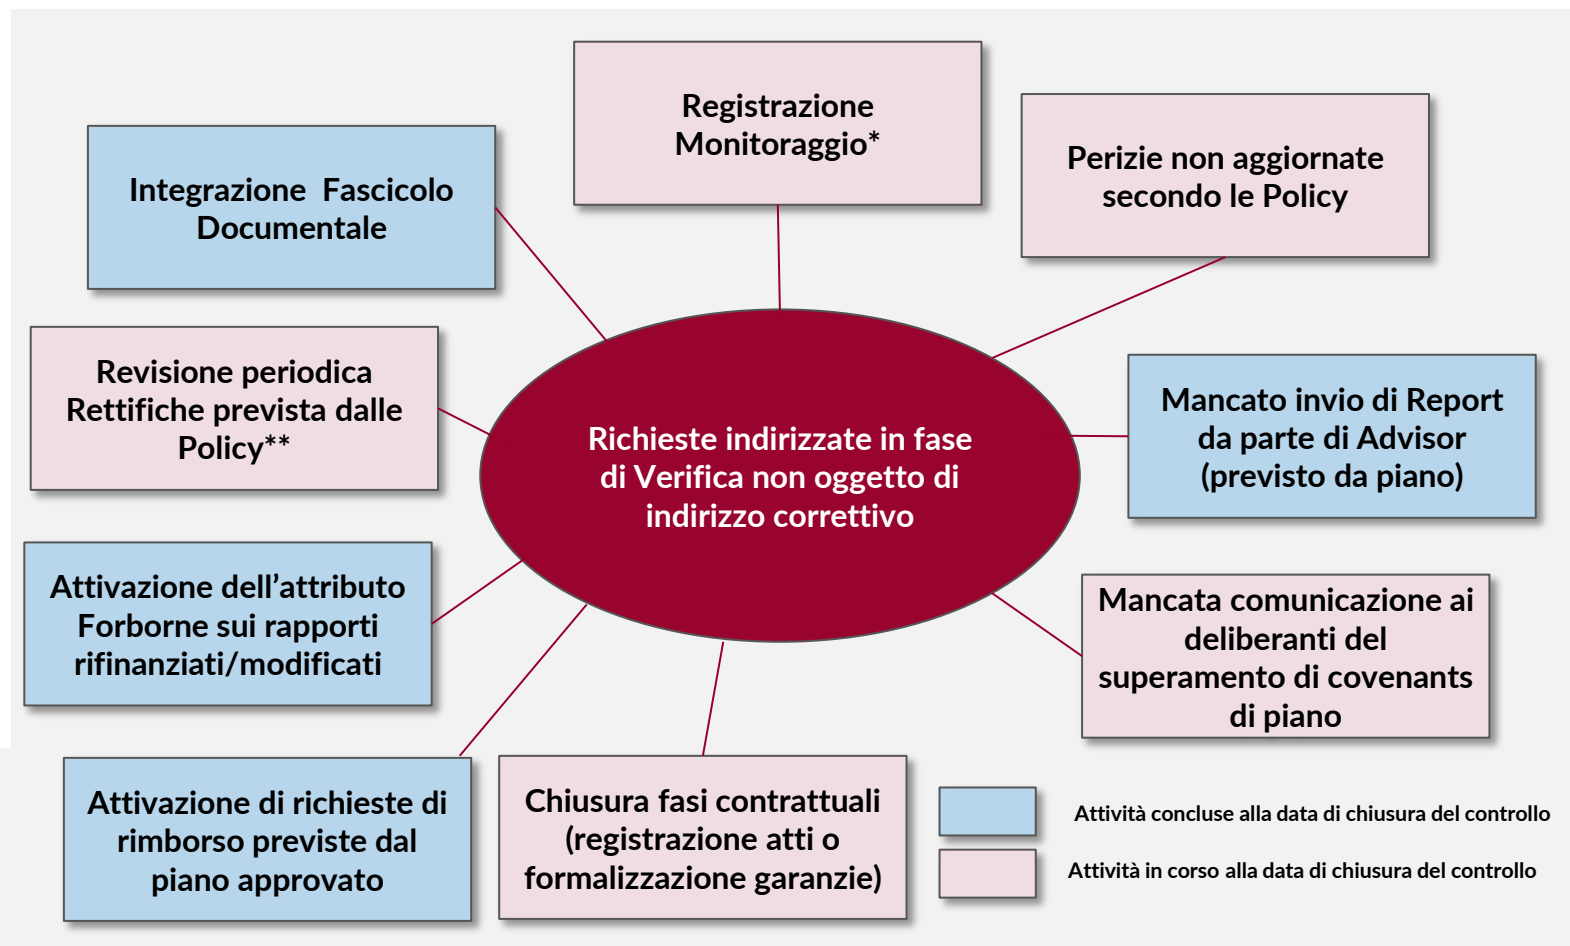 Registrazione
Monitoraggio*
Perizie non aggiornate
secondo le Policy
Integrazione  Fascicolo
Documentale
Revisione periodica
Rettifiche prevista dalle
Policy**
Mancato invio di Report
da parte di Advisor
(previsto da piano)
Richieste indirizzate in fase
di Verifica non oggetto di
indirizzo correttivo
Attivazione dell’attributo
Forborne sui rapporti
rifinanziati/modificati
Mancata comunicazione ai
deliberanti del
superamento di covenants
di piano
Attivazione di richieste di
rimborso previste dal
piano approvato
Chiusura fasi contrattuali
(registrazione atti o
formalizzazione garanzie)
Attività concluse alla data di chiusura del controllo
Attività in corso alla data di chiusura del controllo